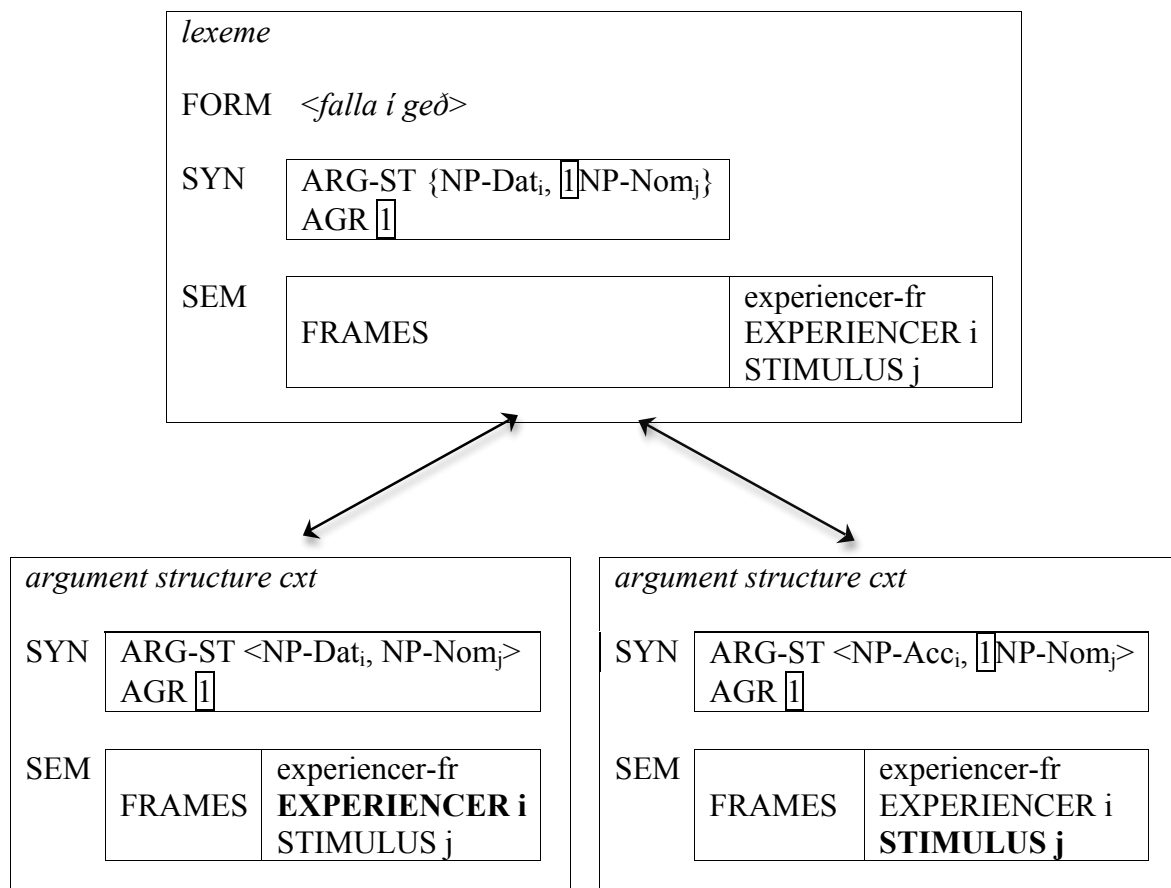 lexeme
FORM <falla í geð>
SYN ARG-ST {NP-Datᵢ, 1NP-Nomⱼ}
AGR 1
SEM FRAMES experiencer-fr
EXPERIENCER i
STIMULUS j
argument structure cxt
SYN ARG-ST <NP-Datᵢ, NP-Nomⱼ>
AGR 1
SEM FRAMES experiencer-fr
EXPERIENCER i
STIMULUS j
argument structure cxt
SYN ARG-ST <NP-Accᵢ, 1NP-Nomⱼ>
AGR 1
SEM FRAMES experiencer-fr
EXPERIENCER i
STIMULUS j